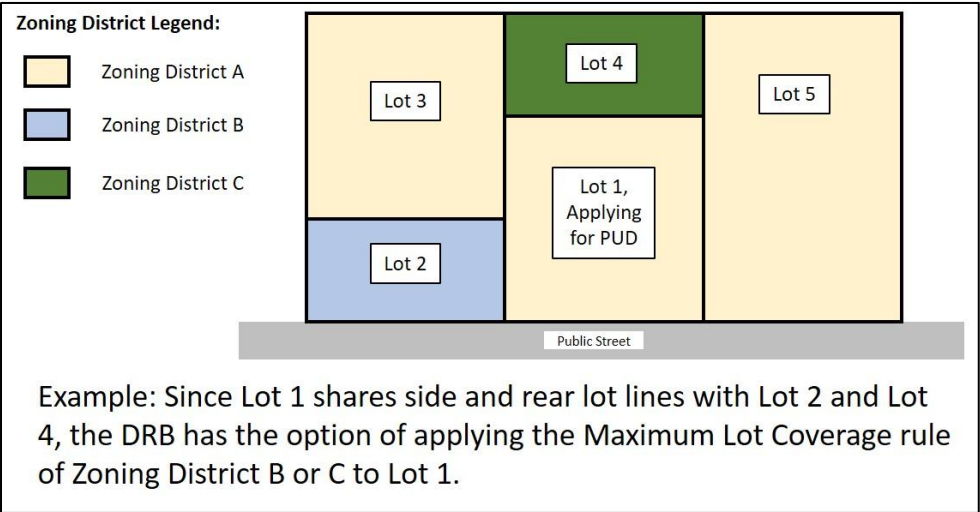 Zoning District Legend:
Zoning District A
Zoning District B
Zoning District C
Lot 3
Lot 4
Lot 5
Lot 1,
Applying
for PUD
Lot 2
Public Street
Example: Since Lot 1 shares side and rear lot lines with Lot 2 and Lot
4, the DRB has the option of applying the Maximum Lot Coverage rule
of Zoning District B or C to Lot 1.